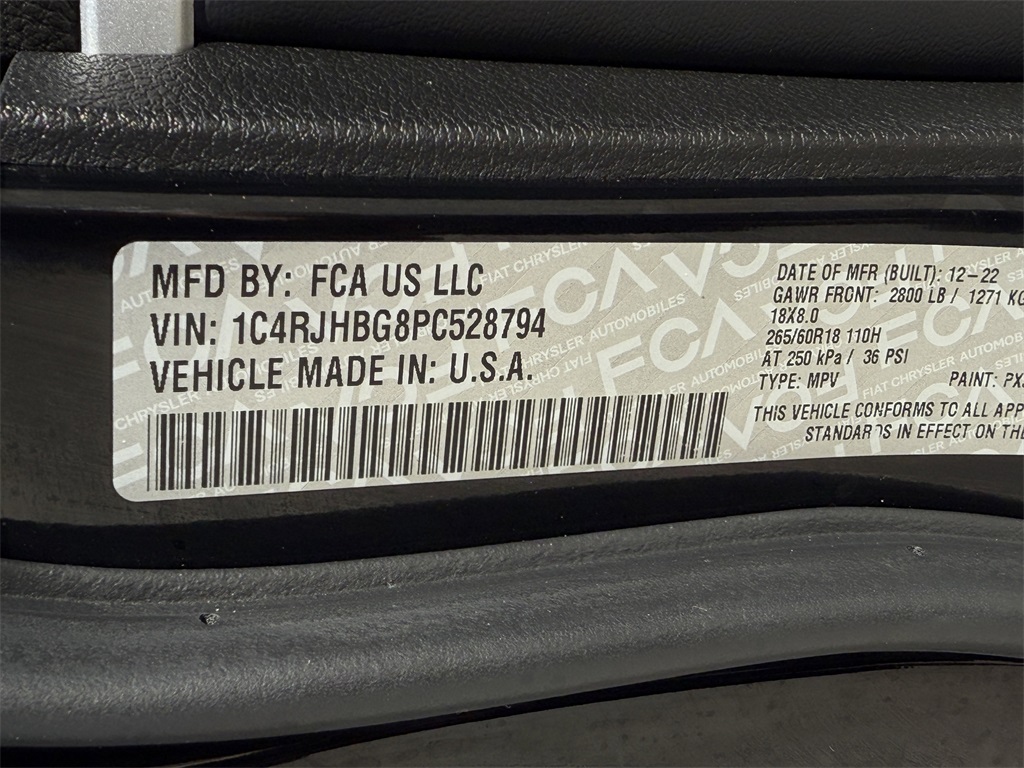 MFD BY: FCA US LLC
VIN: 1C4RJHBG8PC528794
VEHICLE MADE IN: U.S.A.
DATE OF MFR (BUILT): 12-22
GAWR FRONT: 2800 LB / 1271 KG
18X8.0
265/60R18 110H
AT 250 kPa / 36 PSI
TYPE: MPV PAINT: PX
THIS VEHICLE CONFORMS TO ALL APP
STANDARDS IN EFFECT ON THE